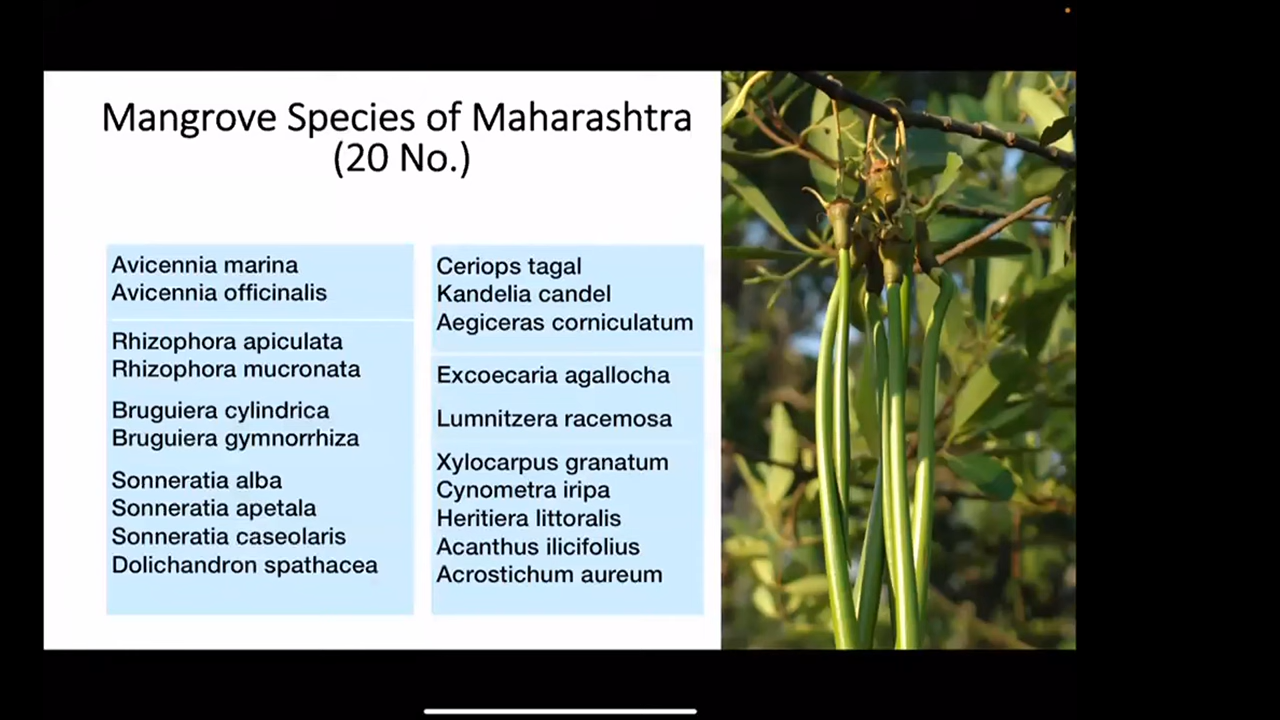 Mangrove Species of Maharashtra
(20 No.)
Avicennia marina
Avicennia officinalis
Rhizophora apiculata
Rhizophora mucronata
Bruguiera cylindrica
Bruguiera gymnorrhiza
Sonneratia alba
Sonneratia apetala
Sonneratia caseolaris
Dolichandron spathacea
Ceriops tagal
Kandelia candel
Aegiceras corniculatum
Excoecaria agallocha
Lumnitzera racemosa
Xylocarpus granatum
Cynometra iripa
Heritiera littoralis
Acanthus ilicifolius
Acrostichum aureum